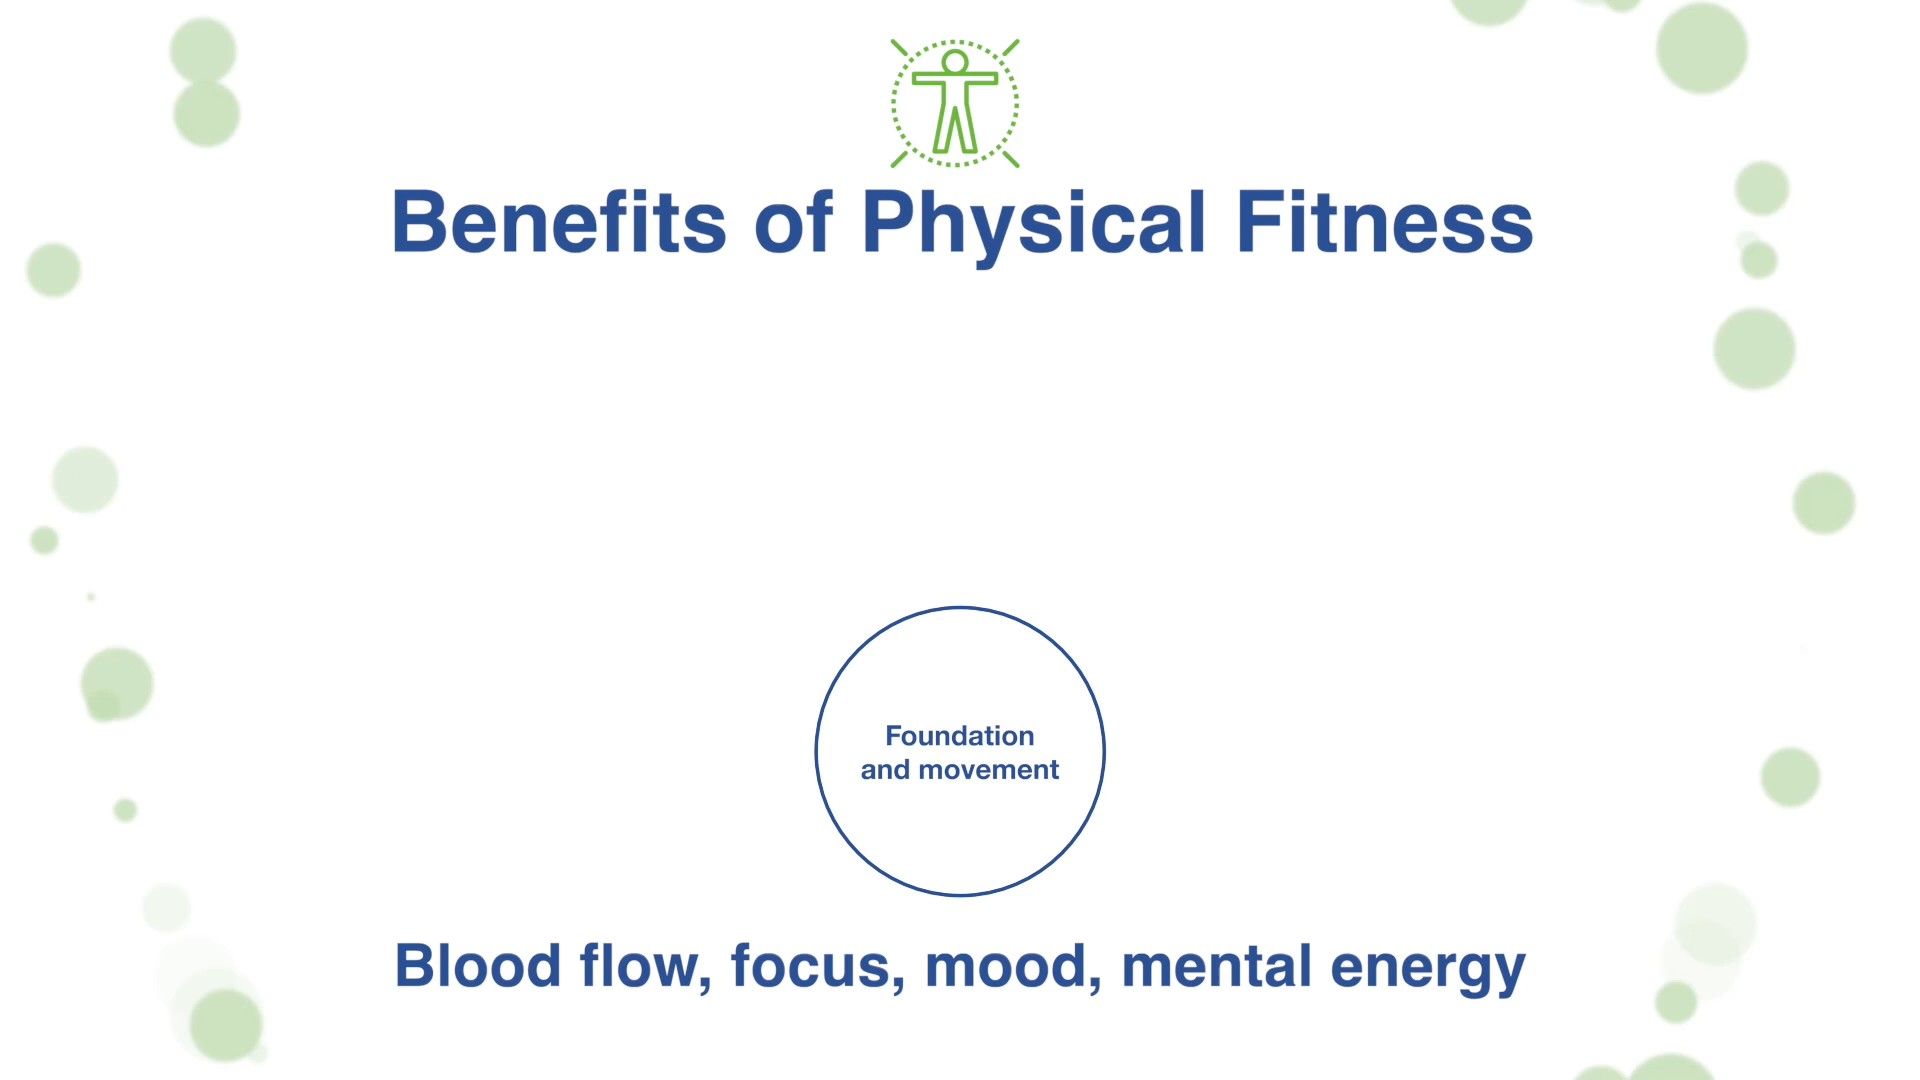 Benefits of Physical Fitness
Foundation
and movement
Blood flow, focus, mood, mental energy